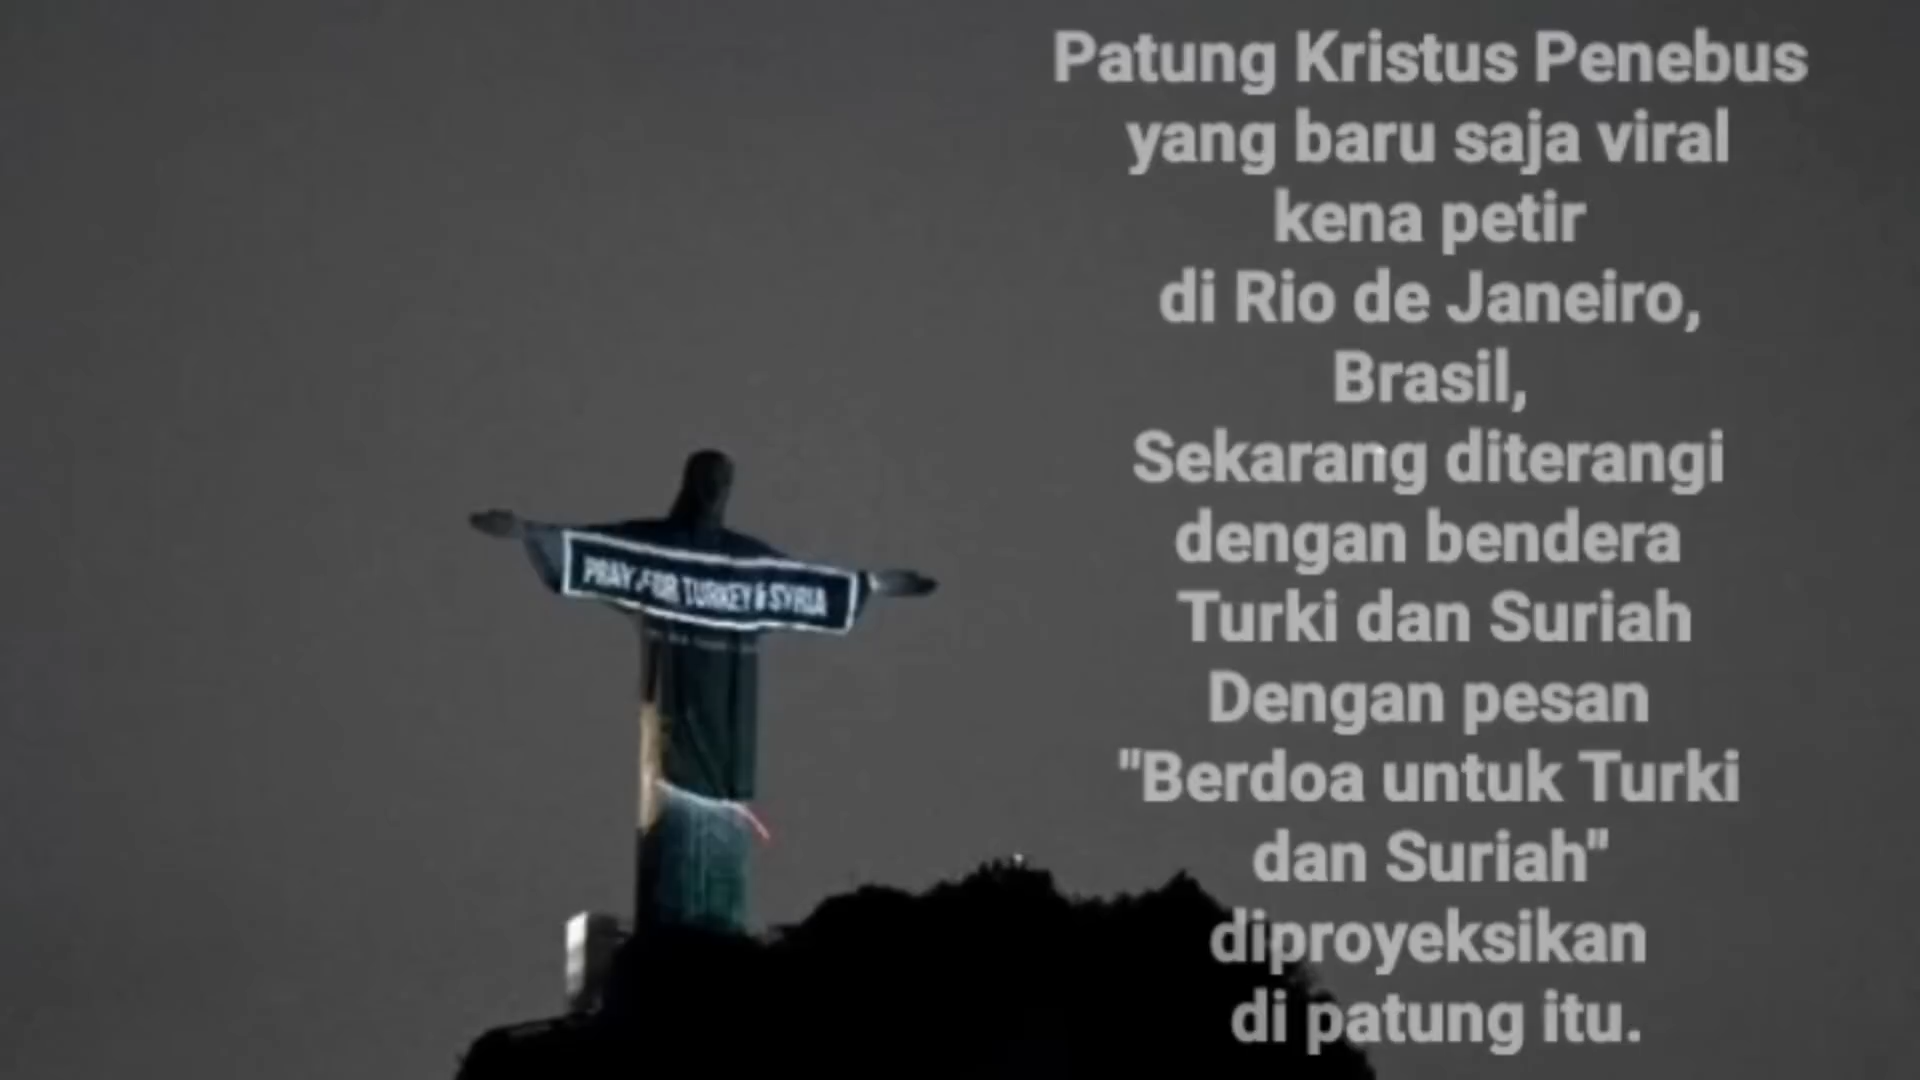 Patung Kristus Penebus
yang baru saja viral
kena petir
di Rio de Janeiro,
Brasil,
Sekarang diterangi
dengan bendera
Turki dan Suriah
Dengan pesan
"Berdoa untuk Turki
dan Suriah"
diproyeksikan
di patung itu.
PRAY FOR TURKEY & SYRIA